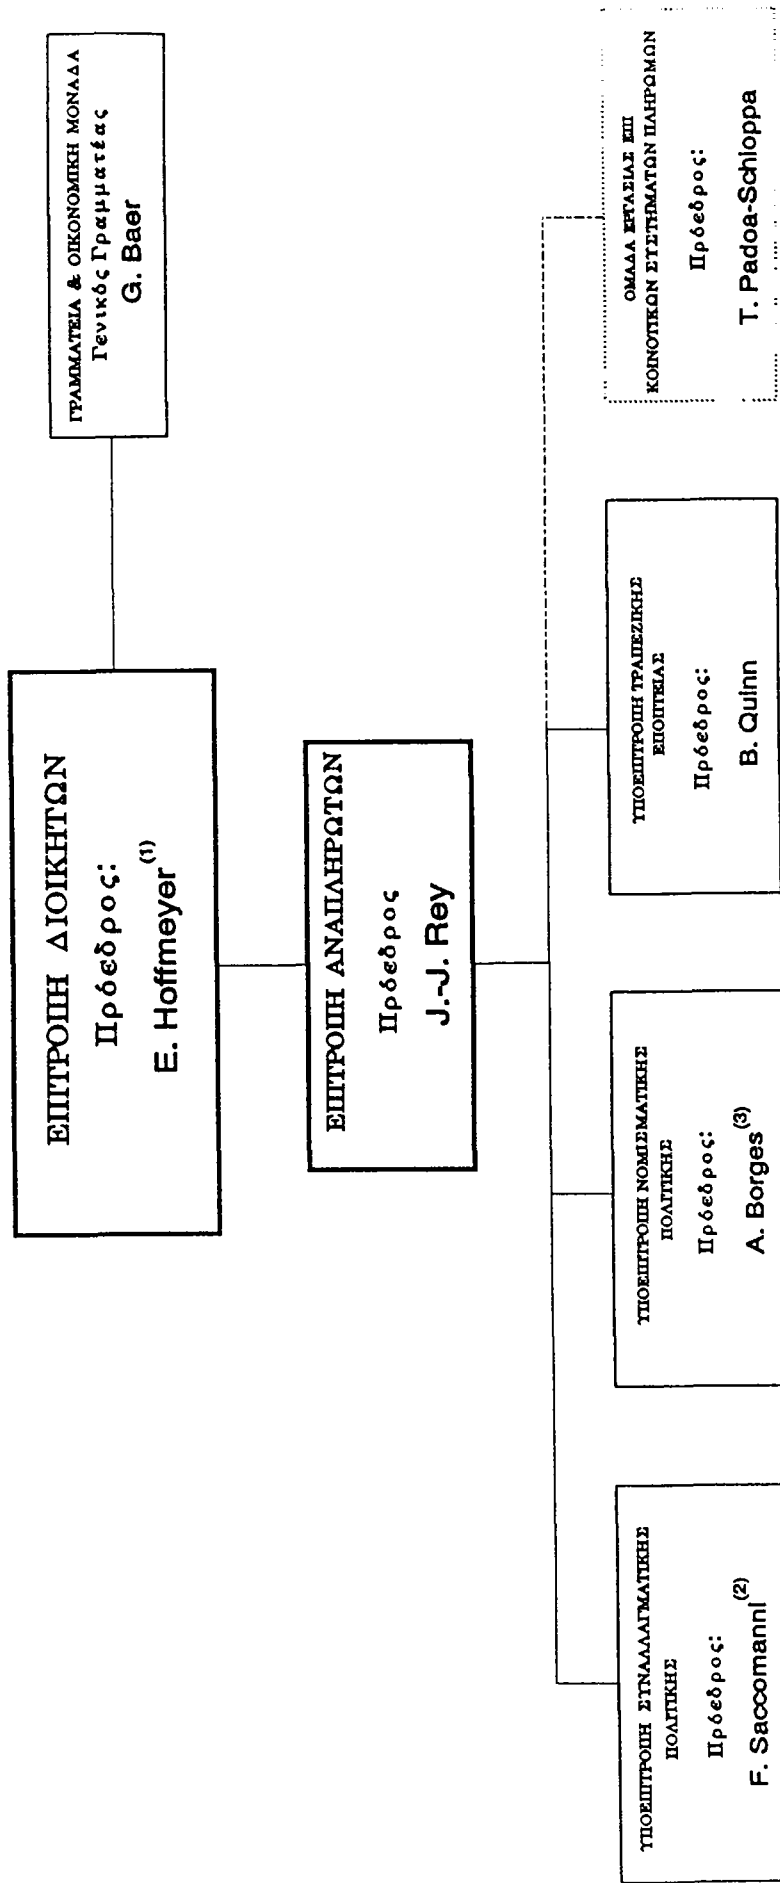 ΓΡΑΜΜΑΤΕΙΑ & ΟΙΚΟΝΟΜΙΚΗ ΜΟΝΑΔΑ
Γενικός Γραμματέας
G. Baer
ΕΠΙΤΡΟΠΗ ΔΙΟΙΚΗΤΩΝ
Πρόεδρος:
E. Hoffmeyer(1)
ΕΠΙΤΡΟΠΗ ΑΝΑΠΛΗΡΩΤΩΝ
Πρόεδρος
J.-J. Rey
ΥΠΟΕΠΙΤΡΟΠΗ ΣΥΝΑΛΛΑΓΜΑΤΙΚΗΣ
ΠΟΛΙΤΙΚΗΣ
Πρόεδρος:
F. Saccomanni(2)
ΥΠΟΕΠΙΤΡΟΠΗ ΝΟΜΙΣΜΑΤΙΚΗΣ
ΠΟΛΙΤΙΚΗΣ
Πρόεδρος:
A. Borges(3)
ΥΠΟΕΠΙΤΡΟΠΗ ΤΡΑΠΕΖΙΚΗΣ
ΕΠΟΠΤΕΙΑΣ
Πρόεδρος:
B. Quinn
ΟΜΑΔΑ ΕΡΓΑΣΙΑΣ ΕΠΙ
ΚΟΙΝΟΤΙΚΩΝ ΣΥΣΤΗΜΑΤΩΝ ΠΛΗΡΩΜΩΝ
Πρόεδρος:
T. Padoa-Schioppa